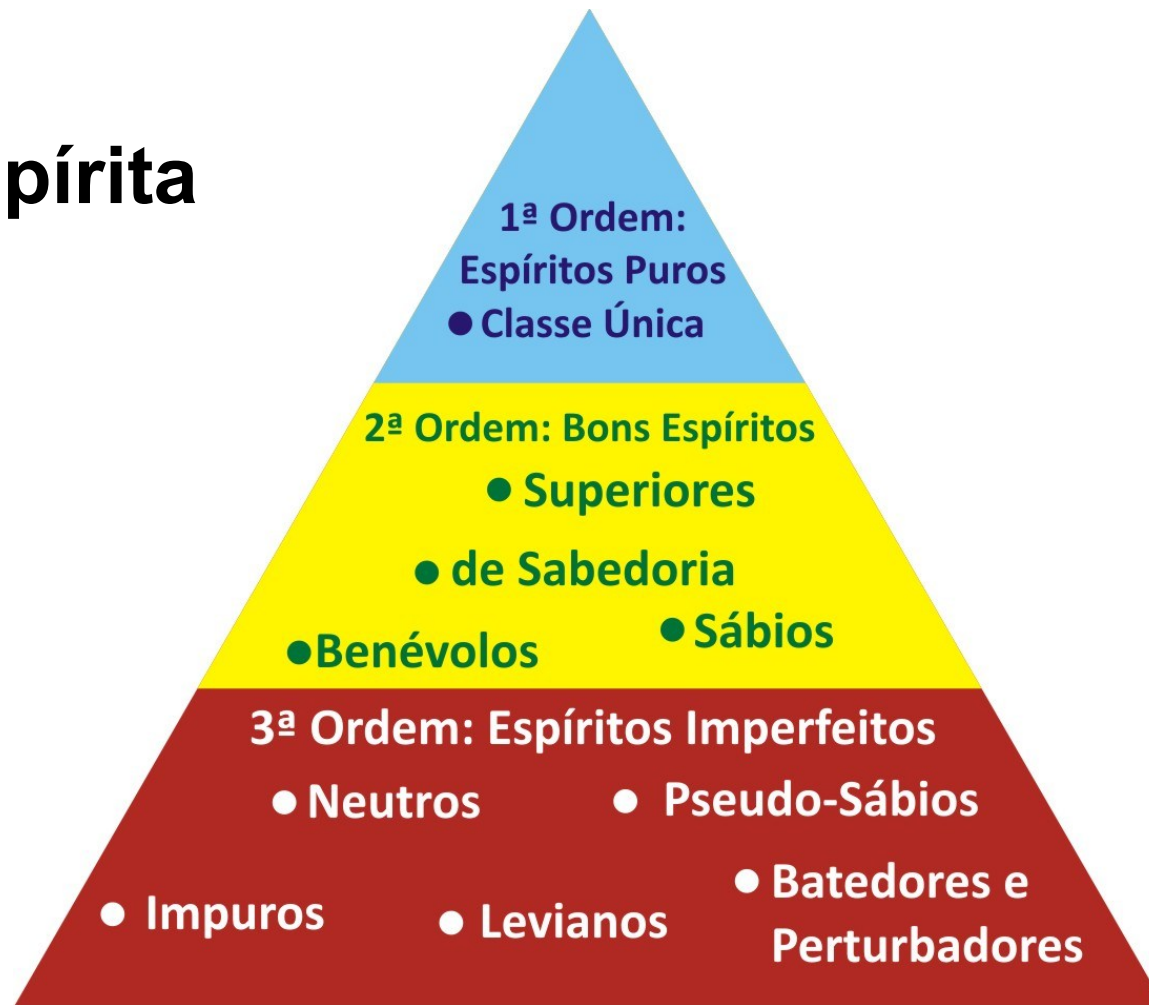 pírita
1ª Ordem:
Espíritos Puros
● Classe Única
2ª Ordem: Bons Espíritos
● Superiores
● de Sabedoria
● Sábios
● Benévolos
3ª Ordem: Espíritos Imperfeitos
● Neutros
● Pseudo-Sábios
● Batedores e
Perturbadores
● Impuros
● Levianos